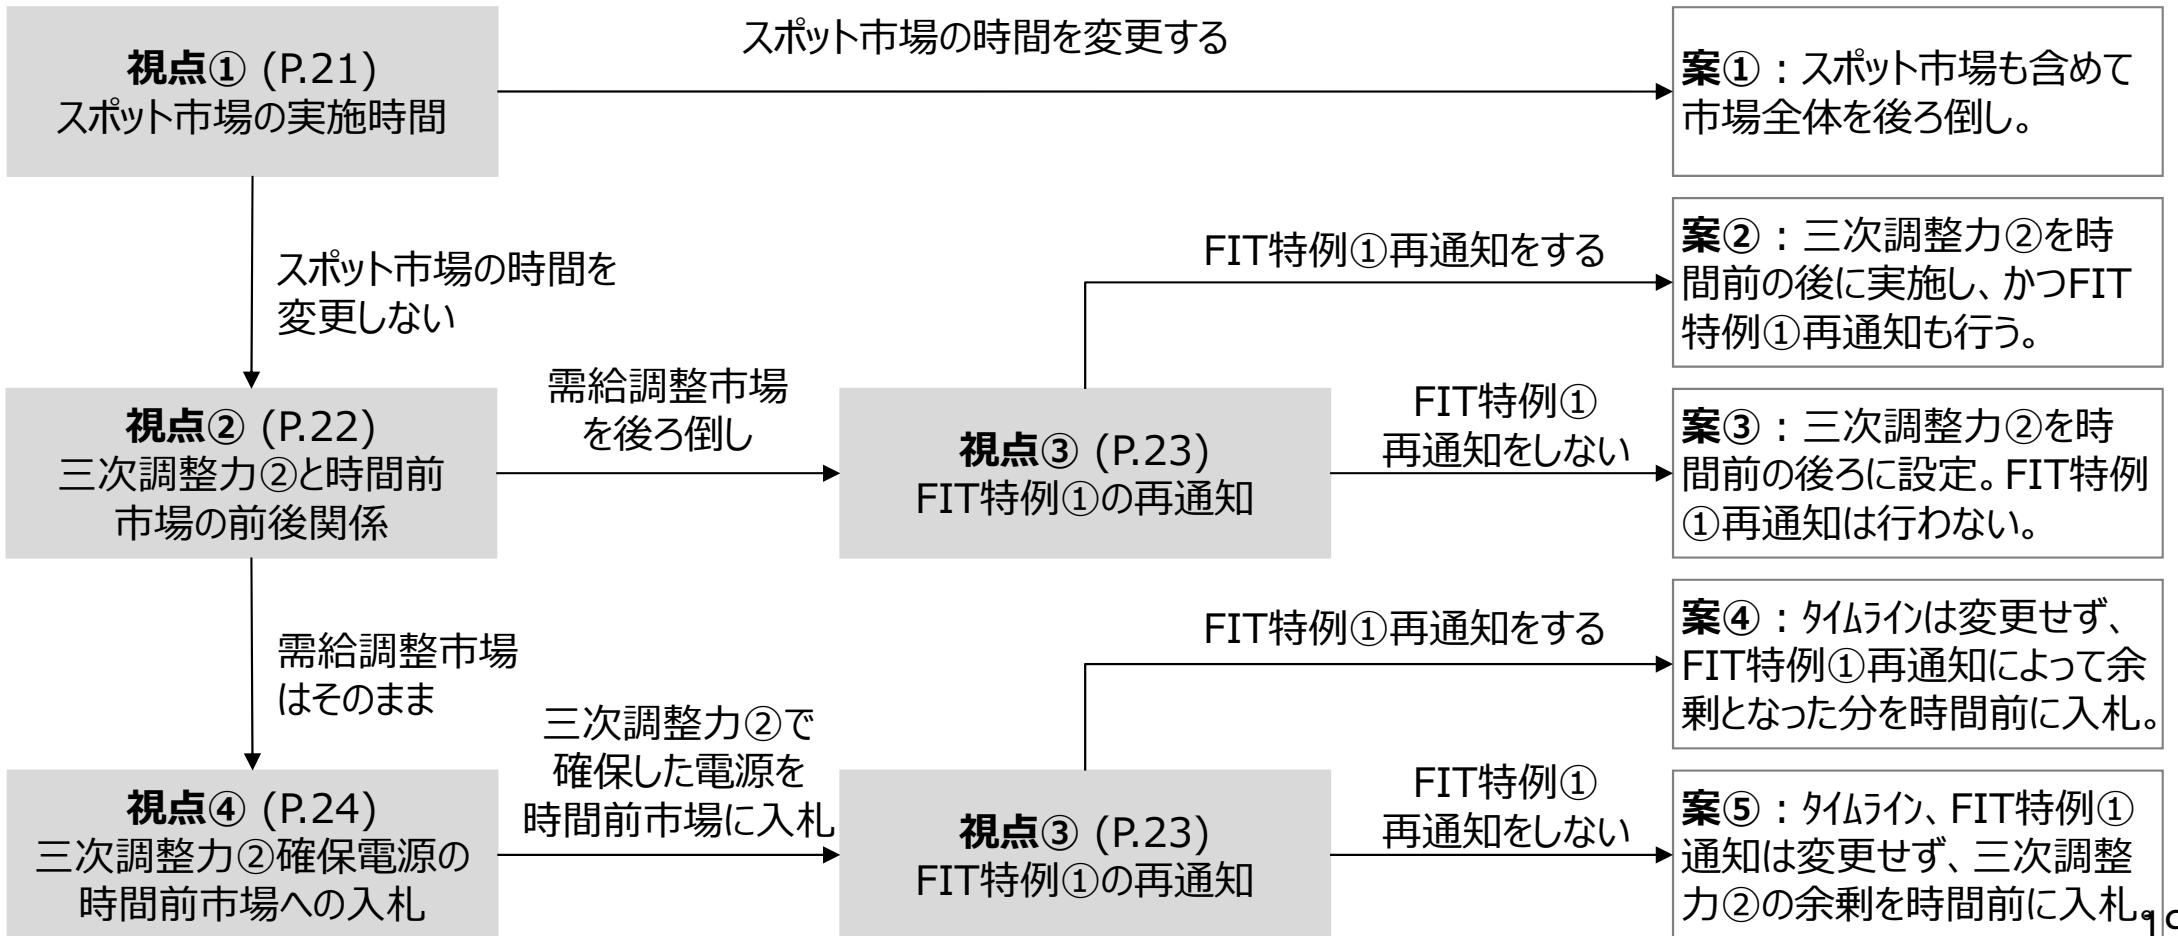 視点① (P.21)
スポット市場の実施時間
スポット市場の時間を変更する
案①：スポット市場も含めて
市場全体を後ろ倒し。
スポット市場の時間を
変更しない
FIT特例①再通知をする
案②：三次調整力②を時
間前の後に実施し、かつFIT
特例①再通知も行う。
視点② (P.22)
三次調整力②と時間前
市場の前後関係
需給調整市場
を後ろ倒し
視点③ (P.23)
FIT特例①の再通知
FIT特例①
再通知をしない
案③：三次調整力②を時
間前の後ろに設定。FIT特例
①再通知は行わない。
需給調整市場
はそのまま
FIT特例①再通知をする
案④：タイムラインは変更せず、
FIT特例①再通知によって余
剰となった分を時間前に入札。
視点④ (P.24)
三次調整力②確保電源の
時間前市場への入札
三次調整力②で
確保した電源を
時間前市場に入札
視点③ (P.23)
FIT特例①の再通知
FIT特例①
再通知をしない
案⑤：タイムライン、FIT特例①
通知は変更せず、三次調整
力②の余剰を時間前に入札。